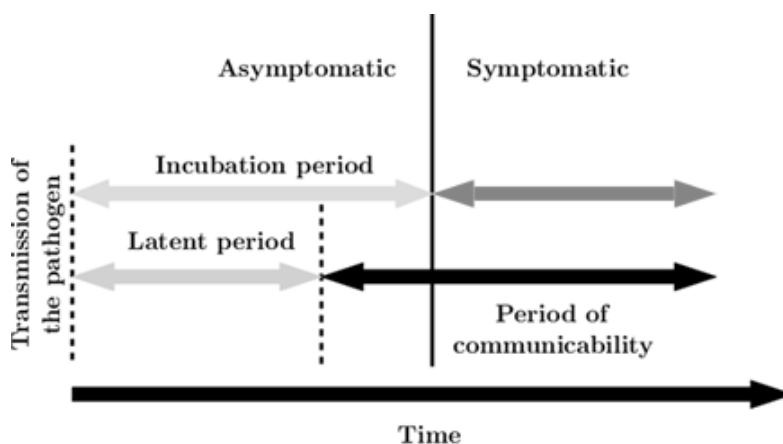 Asymptomatic
Symptomatic
Transmission of
the pathogen
Incubation period
Latent period
Period of
communicability
Time